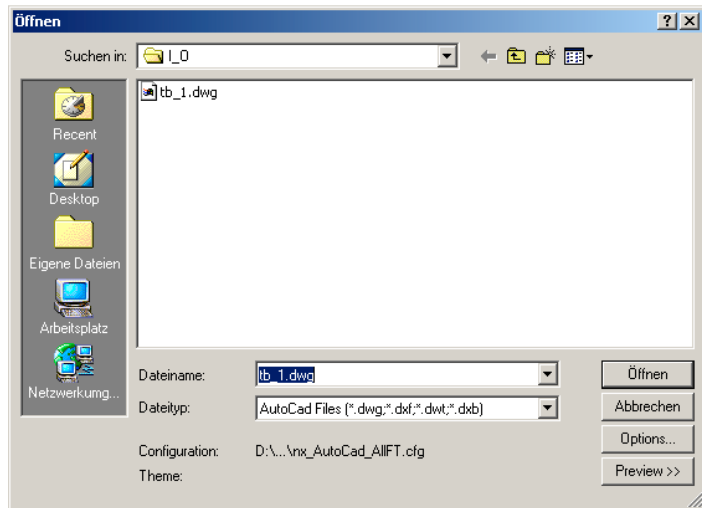 Öffnen
Suchen in: I_O
tb_1.dwg
Recent
Desktop
Eigene Dateien
Arbeitsplatz
Netzwerkumg...
Dateiname: tb_1.dwg Öffnen
Dateityp: AutoCad Files (*.dwg;*.dxf;*.dwt;*.dxb) Abbrechen
Options...
Configuration: D:\...\nx_AutoCad_AllFT.cfg
Theme: Preview >>